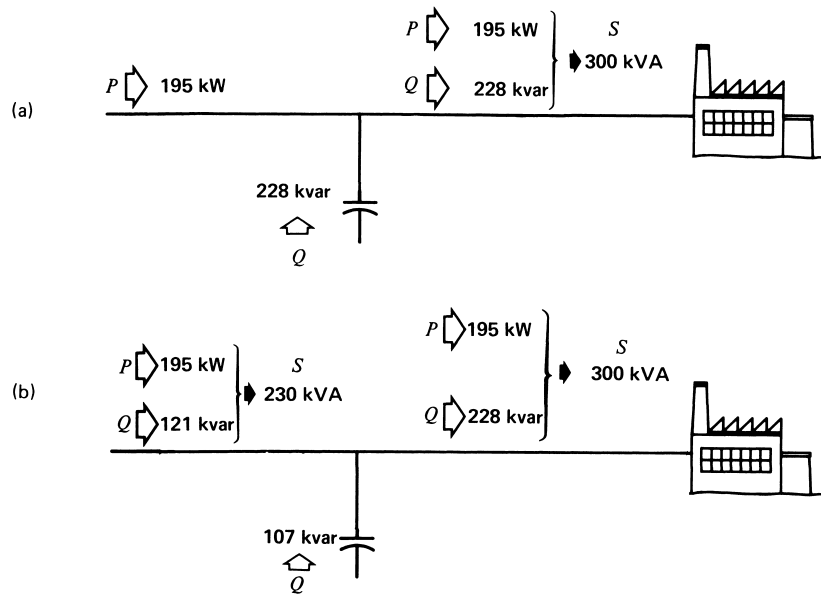 (a)
P 195 kW
P 195 kW
Q 228 kvar
S
300 kVA
228 kvar
Q
(b)
P 195 kW
Q 121 kvar
S
230 kVA
P 195 kW
Q 228 kvar
S
300 kVA
107 kvar
Q